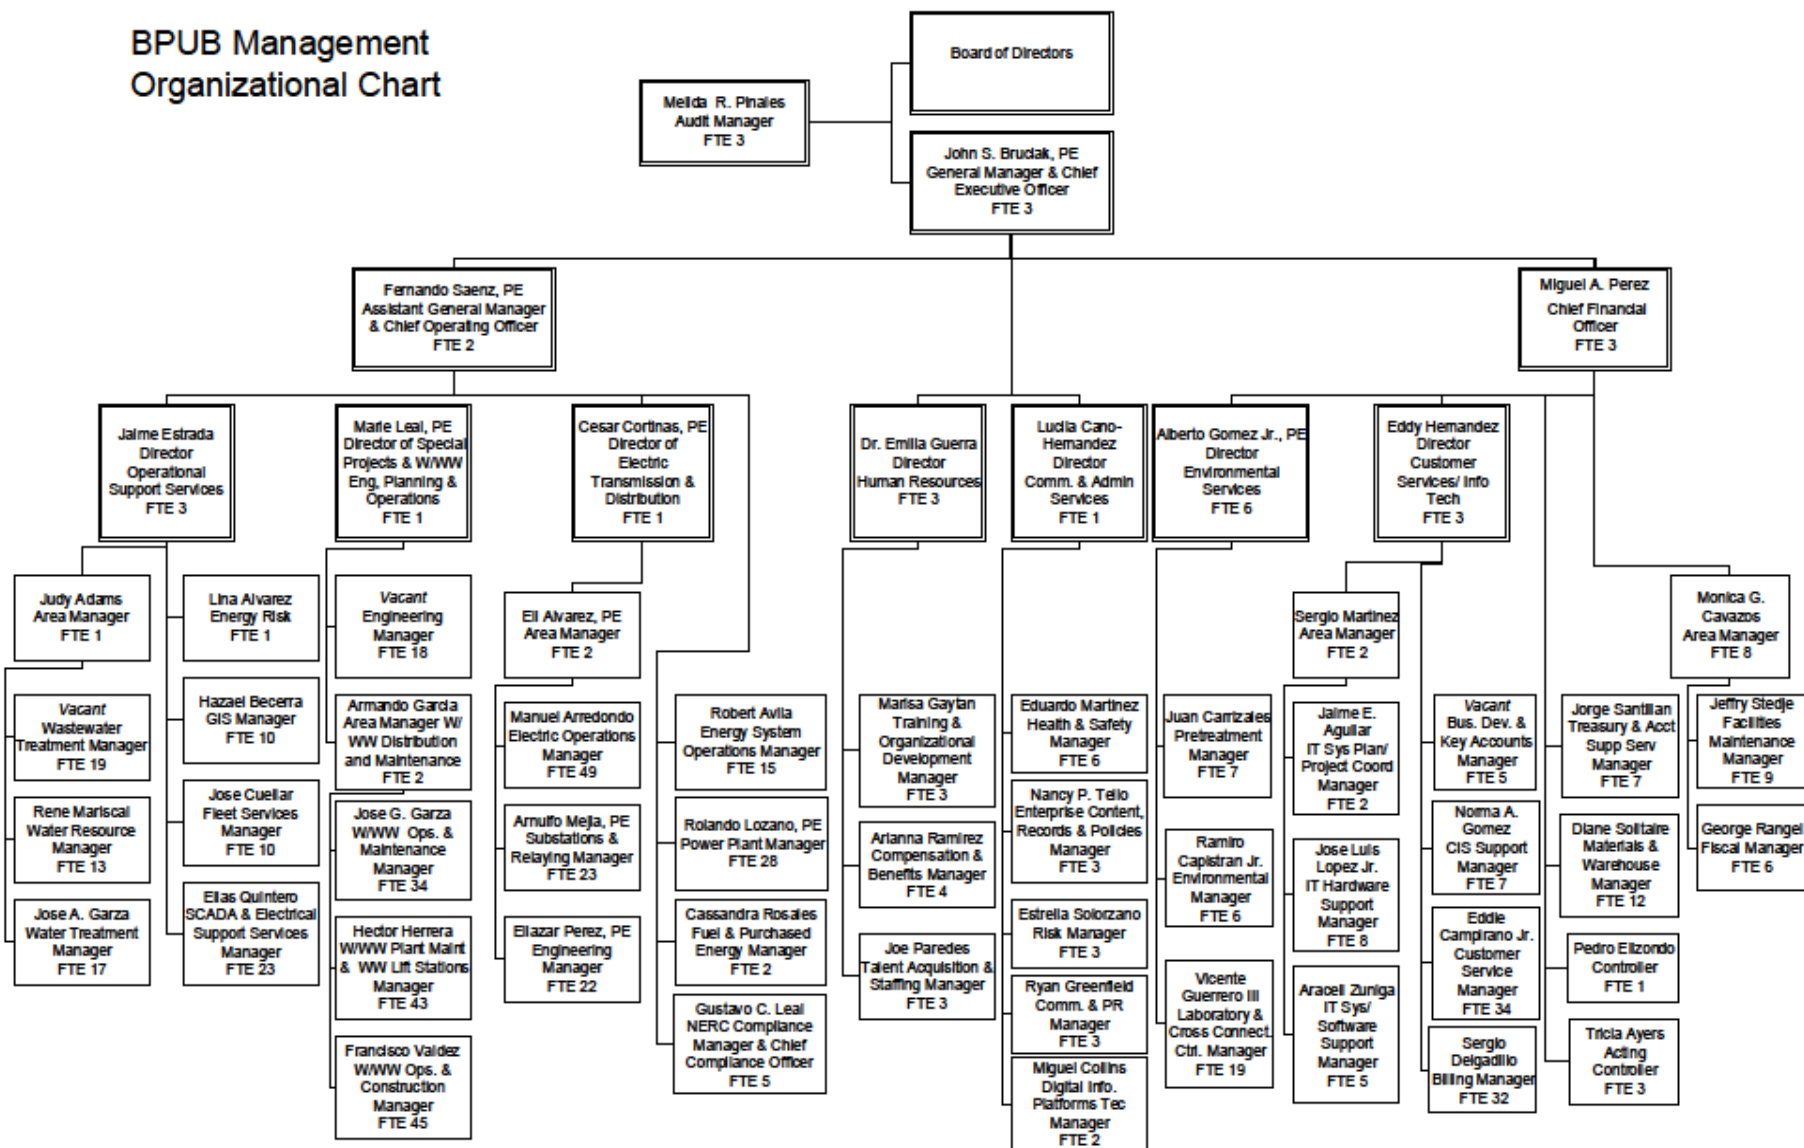 BPUB Management
Organizational Chart
Board of Directors
Melida R. Pinales
Audit Manager
FTE 3
John S. Bruciak, PE
General Manager & Chief
Executive Officer
FTE 3
Fernando Saenz, PE
Assistant General Manager
& Chief Operating Officer
FTE 2
Miguel A. Perez
Chief Financial
Officer
FTE 3
Jaime Estrada
Director
Operational
Support Services
FTE 3
Marie Leal, PE
Director of Special
Projects & W/WW
Eng, Planning &
Operations
FTE 1
Cesar Cortinas, PE
Director of
Electric
Transmission &
Distribution
FTE 1
Dr. Emilia Guerra
Director
Human Resources
FTE 3
Lucila Cano-
Hernandez
Director
Comm. & Admin
Services
FTE 1
Alberto Gomez Jr., PE
Director
Environmental
Services
FTE 6
Eddy Hernandez
Director
Customer
Services/ Info
Tech
FTE 3
Judy Adams
Area Manager
FTE 1
Lina Alvarez
Energy Risk
FTE 1
Vacant
Engineering
Manager
FTE 18
Eli Alvarez, PE
Area Manager
FTE 2
Sergio Martinez
Area Manager
FTE 2
Monica G.
Cavazos
Area Manager
FTE 8
Vacant
Wastewater
Treatment Manager
FTE 19
Rene Mariscal
Water Resource
Manager
FTE 13
Jose A. Garza
Water Treatment
Manager
FTE 17
Hazael Becerra
GIS Manager
FTE 10
Jose Cuellar
Fleet Services
Manager
FTE 10
Elias Quintero
SCADA & Electrical
Support Services
Manager
FTE 23
Armando Garcia
Area Manager W/
WW Distribution
and Maintenance
FTE 2
Jose G. Garza
W/WW Ops. &
Maintenance
Manager
FTE 34
Hector Herrera
W/WW Plant Maint
& WW Lift Stations
Manager
FTE 43
Francisco Valdez
W/WW Ops. &
Construction
Manager
FTE 45
Manuel Arredondo
Electric Operations
Manager
FTE 49
Arnulfo Mejia, PE
Substations &
Relaying Manager
FTE 23
Eliazar Perez, PE
Engineering
Manager
FTE 22
Robert Avila
Energy System
Operations Manager
FTE 15
Rolando Lozano, PE
Power Plant Manager
FTE 28
Cassandra Rosales
Fuel & Purchased
Energy Manager
FTE 2
Gustavo C. Leal
NERC Compliance
Manager & Chief
Compliance Officer
FTE 5
Marisa Gaytan
Training &
Organizational
Development
Manager
FTE 3
Arianna Ramirez
Compensation &
Benefits Manager
FTE 4
Joe Paredes
Talent Acquisition &
Staffing Manager
FTE 3
Eduardo Martinez
Health & Safety
Manager
FTE 6
Nancy P. Tello
Enterprise Content,
Records & Policies
Manager
FTE 3
Estrella Solorzano
Risk Manager
FTE 3
Ryan Greenfield
Comm. & PR
Manager
FTE 3
Miguel Collins
Digital Info.
Platforms Tec
Manager
FTE 2
Juan Carrizales
Pretreatment
Manager
FTE 7
Ramiro
Capistran Jr.
Environmental
Manager
FTE 6
Vicente
Guerrero III
Laboratory &
Cross Connect.
Ctrl. Manager
FTE 19
Jaime E.
Aguilar
IT Sys Plan/
Project Coord
Manager
FTE 2
Jose Luis
Lopez Jr.
IT Hardware
Support
Manager
FTE 8
Araceli Zuniga
IT Sys/
Software
Support
Manager
FTE 5
Vacant
Bus. Dev. &
Key Accounts
Manager
FTE 5
Norma A.
Gomez
CIS Support
Manager
FTE 7
Eddie
Campirano Jr.
Customer
Service
Manager
FTE 34
Sergio
Delgadillo
Billing Manager
FTE 32
Jorge Santillan
Treasury & Acct
Supp Serv
Manager
FTE 7
Diane Solitaire
Materials &
Warehouse
Manager
FTE 12
Pedro Elizondo
Controller
FTE 1
Tricia Ayers
Acting
Controller
FTE 3
Jeffry Stedje
Facilities
Maintenance
Manager
FTE 9
George Rangel
Fiscal Manager
FTE 6